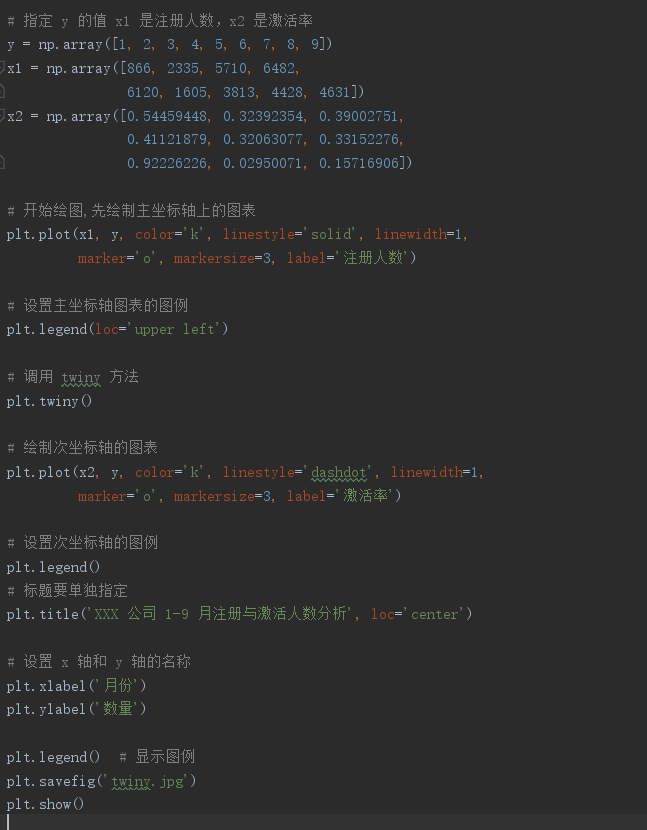 # 指定 y 的值 x1 是注册人数，x2 是激活率
y = np.array([1, 2, 3, 4, 5, 6, 7, 8, 9])
x1 = np.array([866, 2335, 5710, 6482,
               6120, 1605, 3813, 4428, 4631])
x2 = np.array([0.54459448, 0.32392354, 0.39002751,
               0.41121879, 0.32063077, 0.33152276,
               0.92226226, 0.02950071, 0.15716906])

# 开始绘图,先绘制主坐标轴上的图表
plt.plot(x1, y, color='k', linestyle='solid', linewidth=1,
         marker='o', markersize=3, label='注册人数')

# 设置主坐标轴图表的图例
plt.legend(loc='upper left')

# 调用 twiny 方法
plt.twiny()

# 绘制次坐标轴的图表
plt.plot(x2, y, color='k', linestyle='dashdot', linewidth=1,
         marker='o', markersize=3, label='激活率')

# 设置次坐标轴的图例
plt.legend()
# 标题要单独指定
plt.title('XXX 公司 1-9 月注册与激活人数分析', loc='center')

# 设置 x 轴和 y 轴的名称
plt.xlabel('月份')
plt.ylabel('数量')

plt.legend()  # 显示图例
plt.savefig('twiny.jpg')
plt.show()